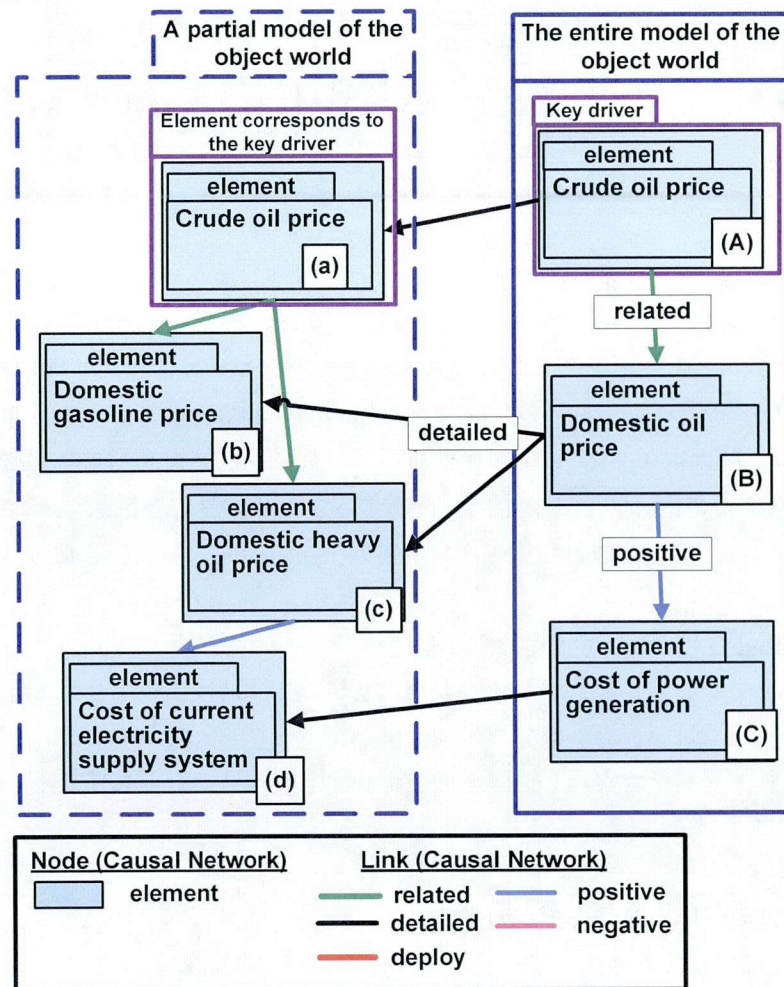 A partial model of the
object world
The entire model of the
object world
Element corresponds to
the key driver
element
Crude oil price
(a)
Key driver
element
Crude oil price
(A)
related
element
Domestic
gasoline price
(b)
detailed
element
Domestic oil
price
(B)
element
Domestic heavy
oil price
(c)
positive
element
Cost of current
electricity
supply system
(d)
element
Cost of power
generation
(C)
Node (Causal Network)
element
Link (Causal Network)
related
positive
detailed
negative
deploy